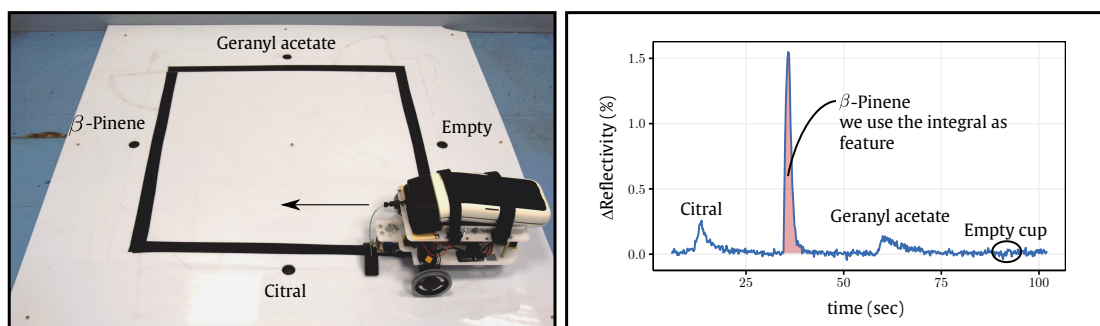 Geranyl acetate
β-Pinene
Empty
Citral
1.5
1.0
0.5
0.0
ΔReflectivity (%)
β-Pinene
we use the integral as
feature
Citral
Geranyl acetate
Empty cup
25
50
75
100
time (sec)